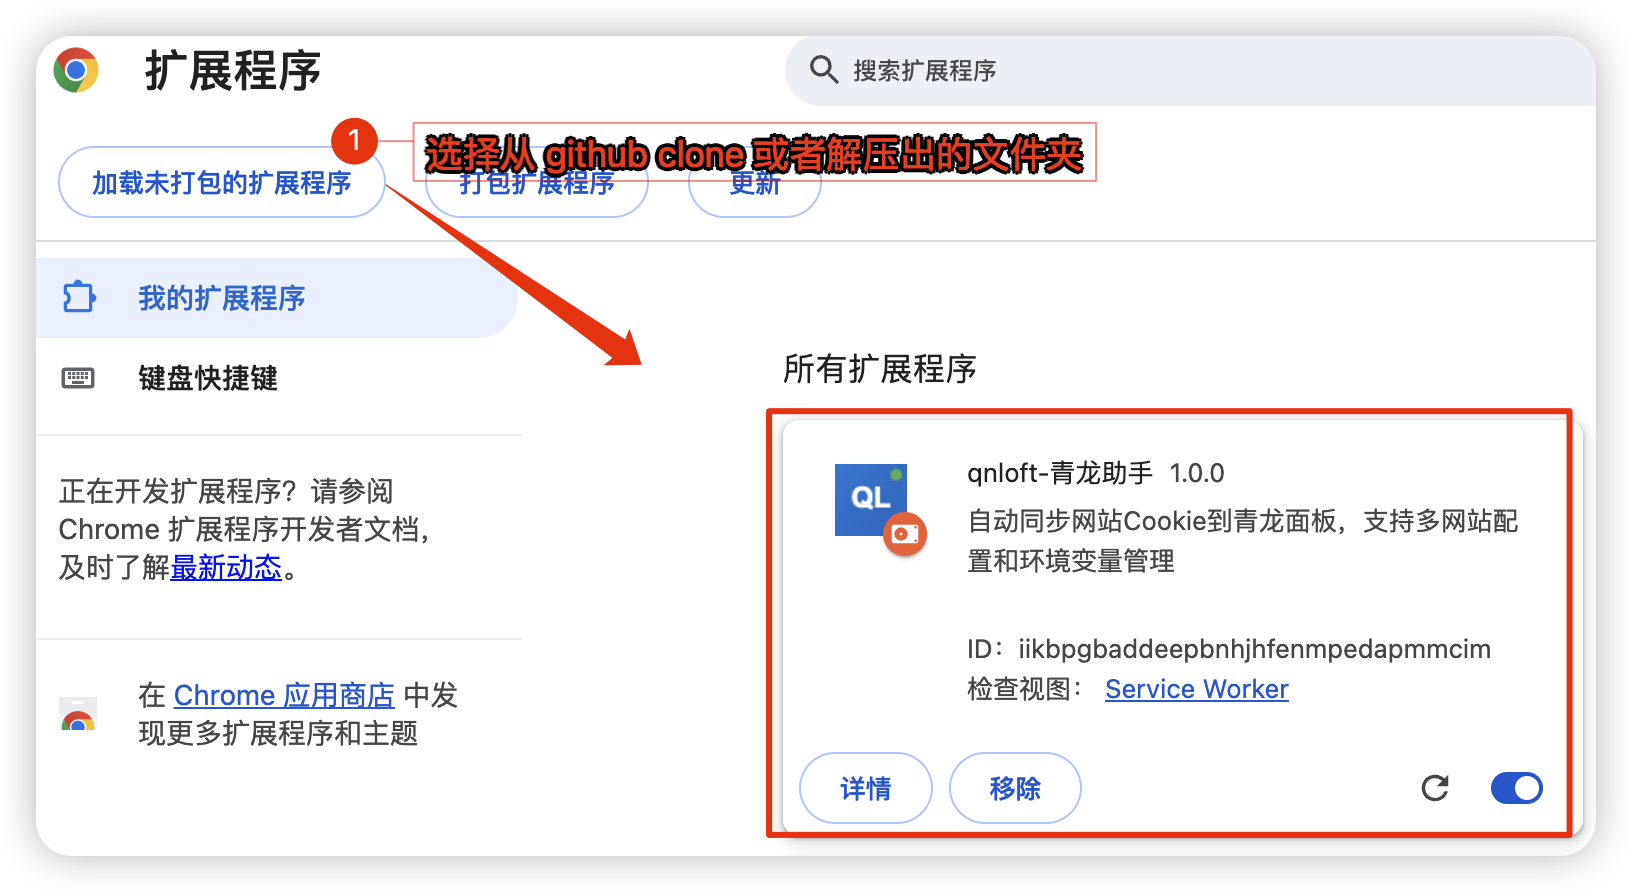 扩展程序
搜索扩展程序
1
选择从 github clone 或者解压出的文件夹
加载未打包的扩展程序
打包扩展程序
更新
我的扩展程序
键盘快捷键
正在开发扩展程序？请参阅
Chrome 扩展程序开发者文档，
及时了解最新动态。
在 Chrome 应用商店 中发
现更多扩展程序和主题
所有扩展程序
QL
qnloft-青龙助手 1.0.0
自动同步网站Cookie到青龙面板，支持多网站配
置和环境变量管理
ID：iikbpgbaddeepbnhjhfenmpedapmmcim
检查视图： Service Worker
详情
移除